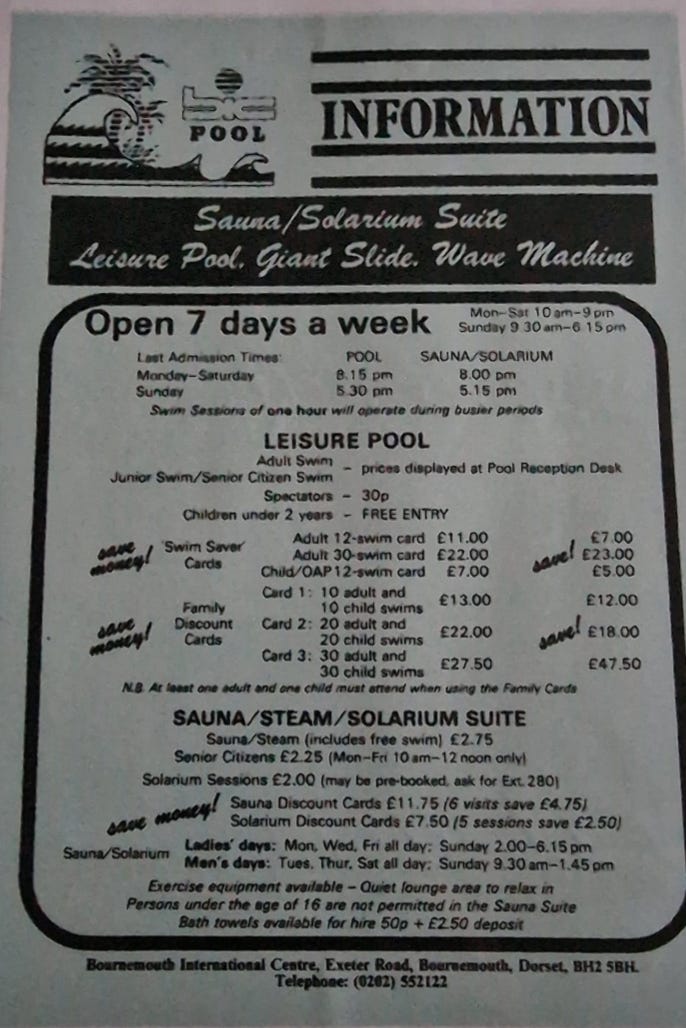 bic
POOL
INFORMATION
Sauna/Solarium Suite
Leisure Pool, Giant Slide, Wave Machine
Open 7 days a week Mon-Sat 10 am-9 pm
Sunday 9.30 am-6.15 pm
Last Admission Times: POOL SAUNA/SOLARIUM
Monday-Saturday 8.15 pm 8.00 pm
Sunday 5.30 pm 5.15 pm
Swim Sessions of one hour will operate during busier periods
LEISURE POOL
Adult Swim
Junior Swim/Senior Citizen Swim - prices displayed at Pool Reception Desk
Spectators - 30p
Children under 2 years - FREE ENTRY
save money! 'Swim Saver' Cards
Adult 12-swim card £11.00 save! £7.00
Adult 30-swim card £22.00 £23.00
Child/OAP 12-swim card £7.00 £5.00
save money! Family Discount Cards
Card 1: 10 adult and
10 child swims £13.00 save! £12.00
Card 2: 20 adult and
20 child swims £22.00 £18.00
Card 3: 30 adult and
30 child swims £27.50 £47.50
N.B. At least one adult and one child must attend when using the Family Cards
SAUNA/STEAM/SOLARIUM SUITE
Sauna/Steam (includes free swim) £2.75
Senior Citizens £2.25 (Mon-Fri 10 am-12 noon only)
Solarium Sessions £2.00 (may be pre-booked, ask for Ext. 280)
save money! Sauna Discount Cards £11.75 (6 visits save £4.75)
Solarium Discount Cards £7.50 (5 sessions save £2.50)
Sauna/Solarium Ladies' days: Mon, Wed, Fri all day: Sunday 2.00-6.15 pm
Men's days: Tues, Thur, Sat all day: Sunday 9.30 am-1.45 pm
Exercise equipment available - Quiet lounge area to relax in
Persons under the age of 16 are not permitted in the Sauna Suite
Bath towels available for hire 50p + £2.50 deposit
Bournemouth International Centre, Exeter Road, Bournemouth, Dorset, BH2 5BH.
Telephone: (0202) 552122